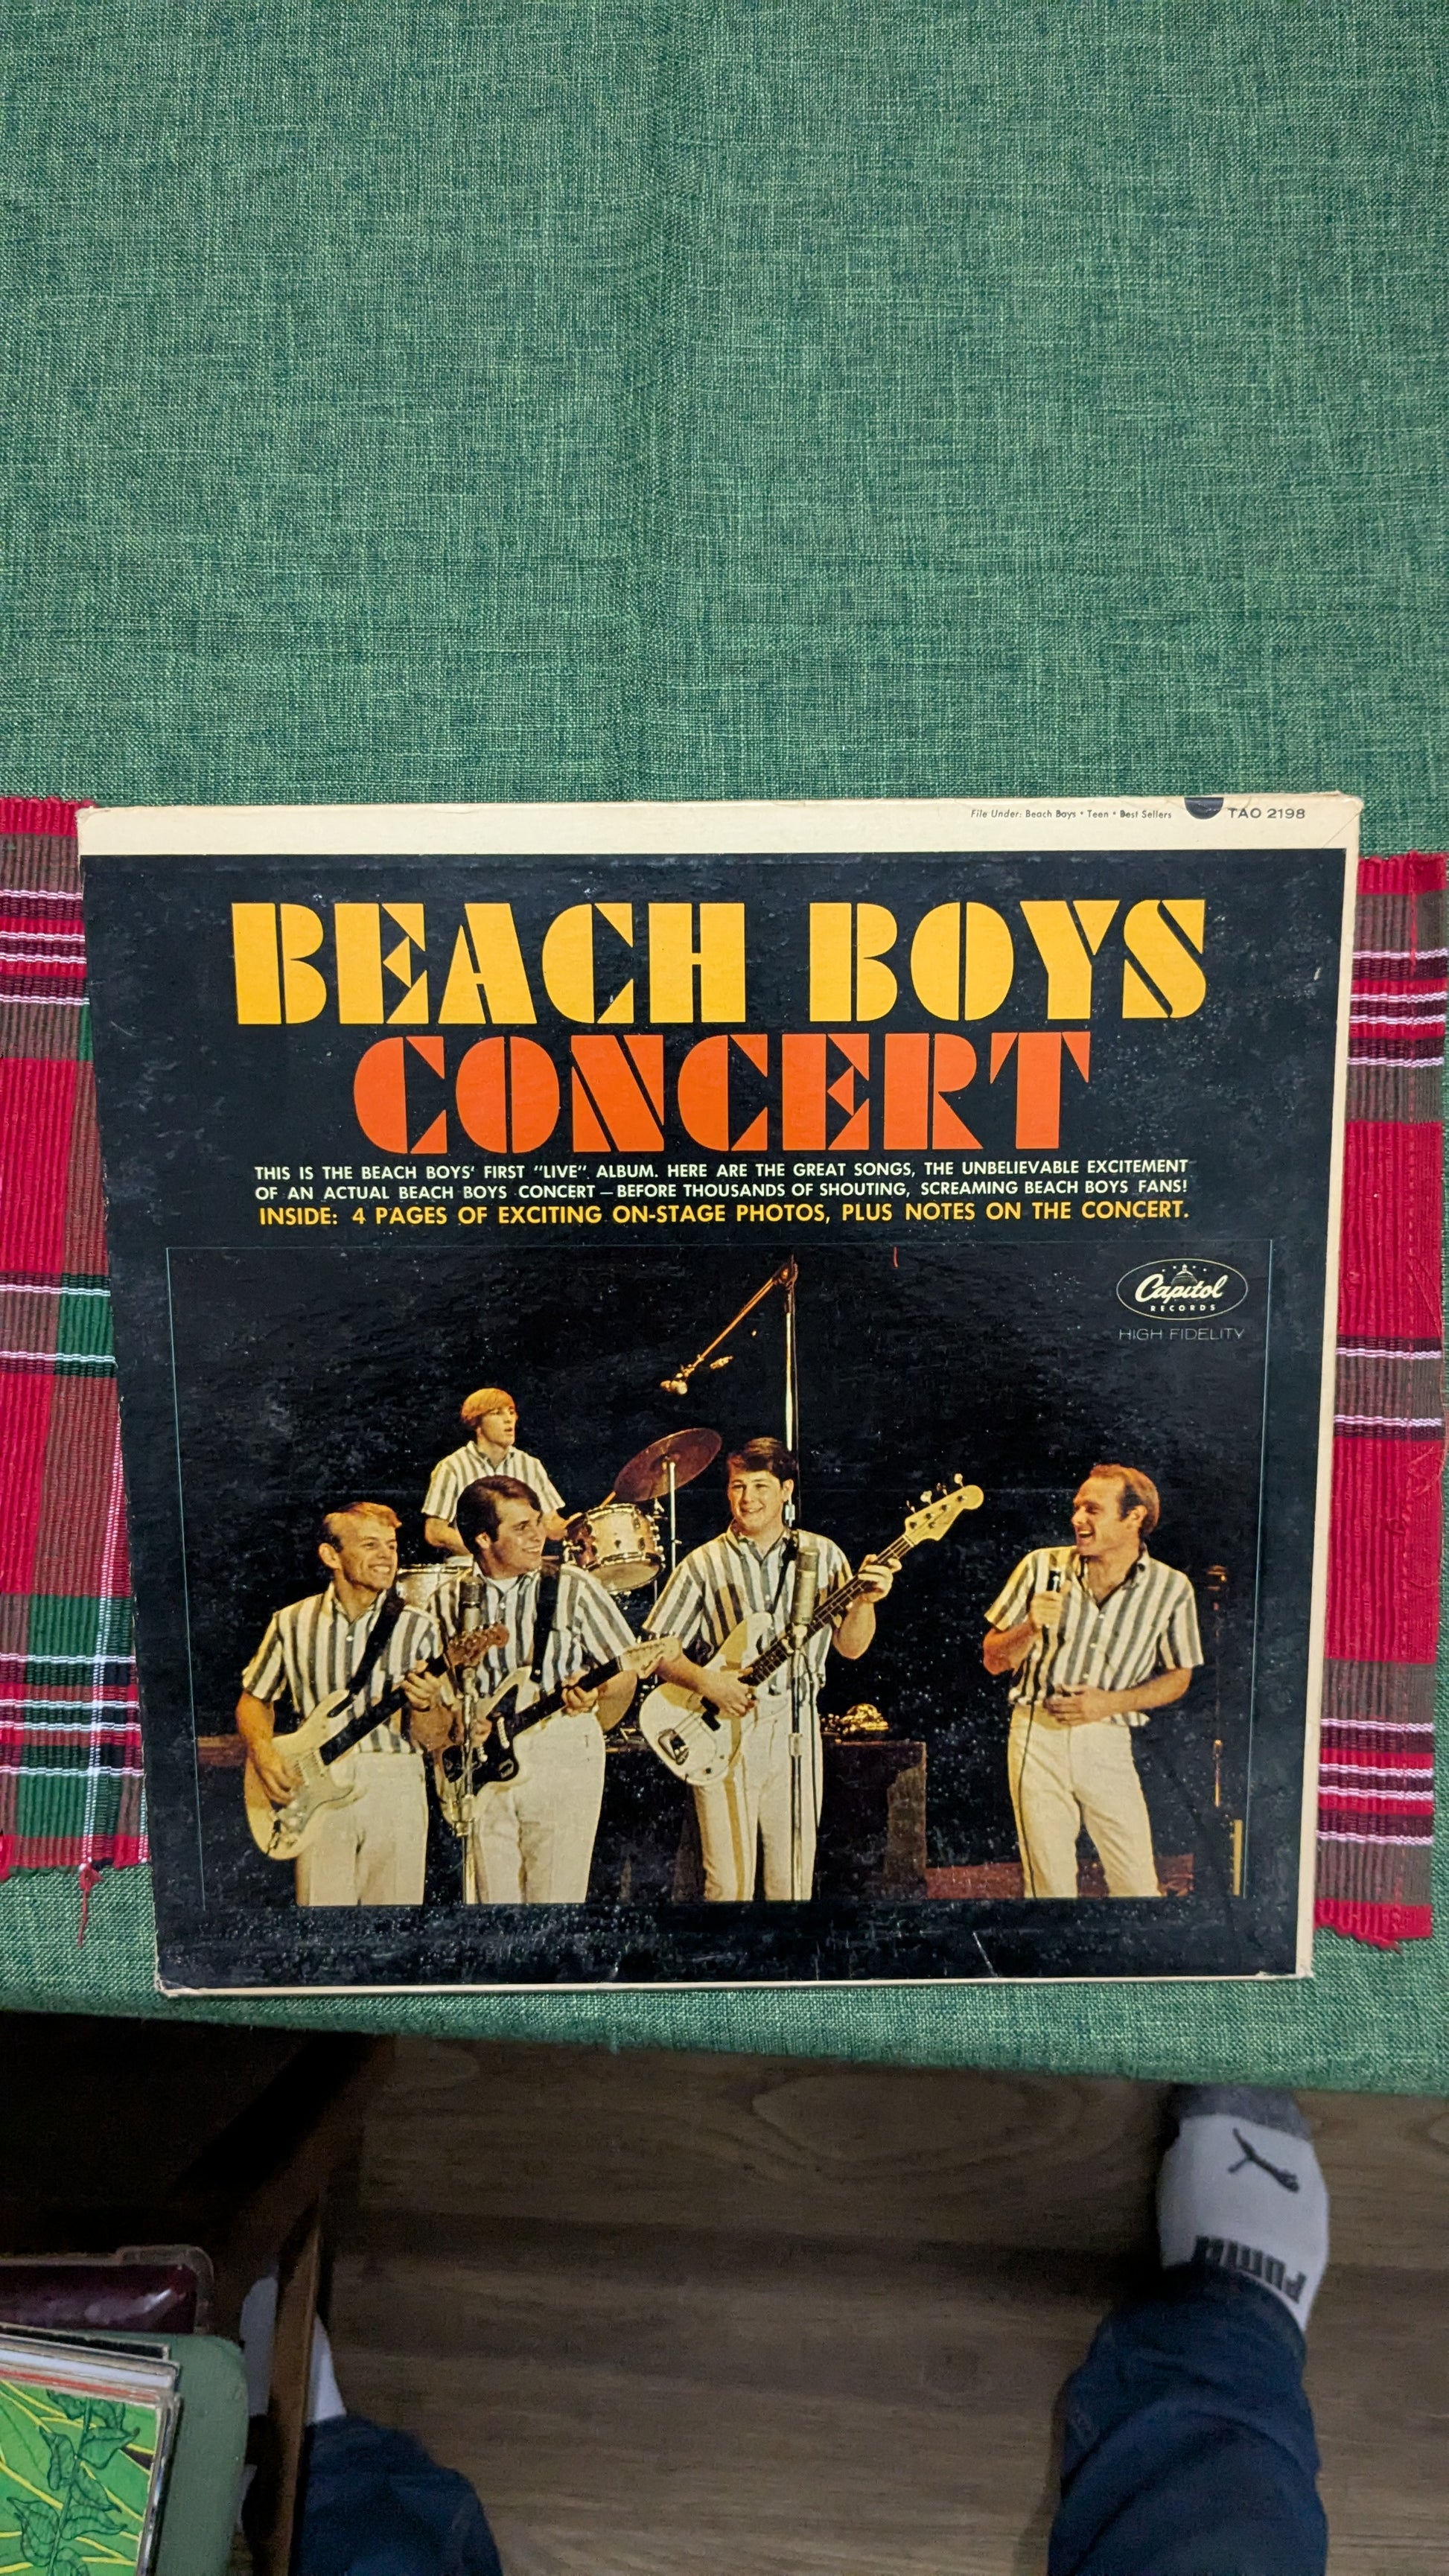 File Under: Beach Boys • Teen • Best Sellers TAO 2198
BEACH BOYS
CONCERT
THIS IS THE BEACH BOYS' FIRST "LIVE" ALBUM. HERE ARE THE GREAT SONGS, THE UNBELIEVABLE EXCITEMENT
OF AN ACTUAL BEACH BOYS CONCERT — BEFORE THOUSANDS OF SHOUTING, SCREAMING BEACH BOYS FANS!
INSIDE: 4 PAGES OF EXCITING ON-STAGE PHOTOS, PLUS NOTES ON THE CONCERT.
Capitol
RECORDS
HIGH FIDELITY
PUMA